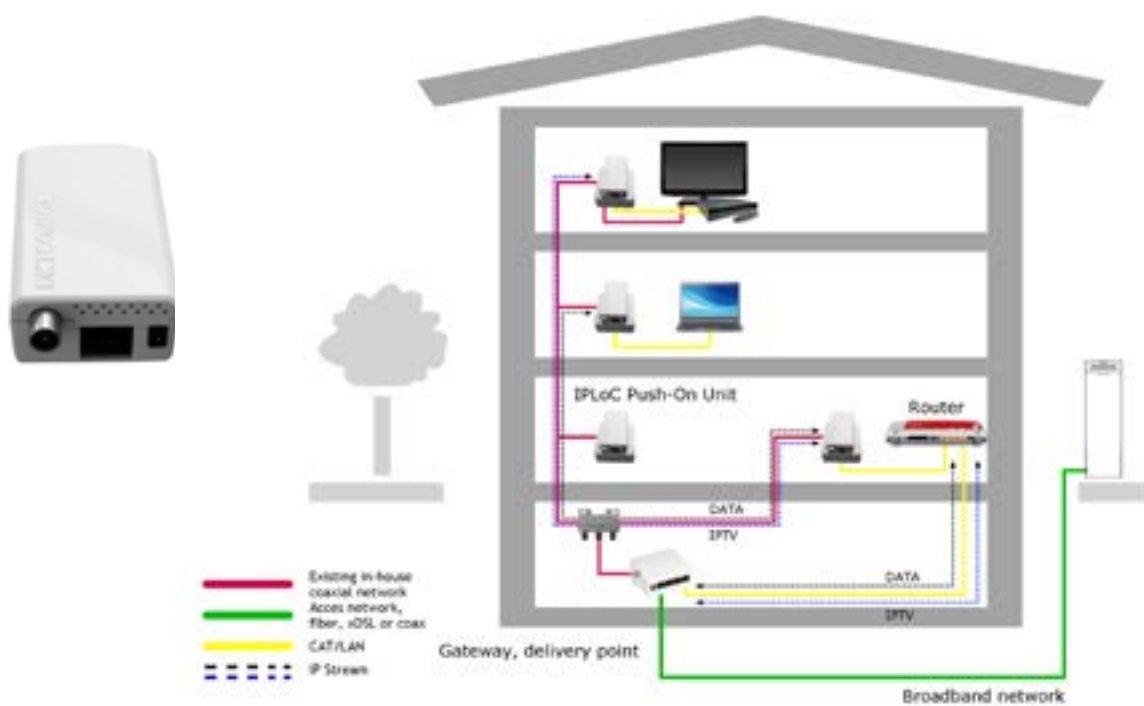 IPLoC Push-On Unit
Router
DATA
IPTV
DATA
IPTV
Existing in-house
coaxial network
Acces network,
fiber, xDSL or coax
CAT/LAN
IP Stream
Gateway, delivery point
Broadband network